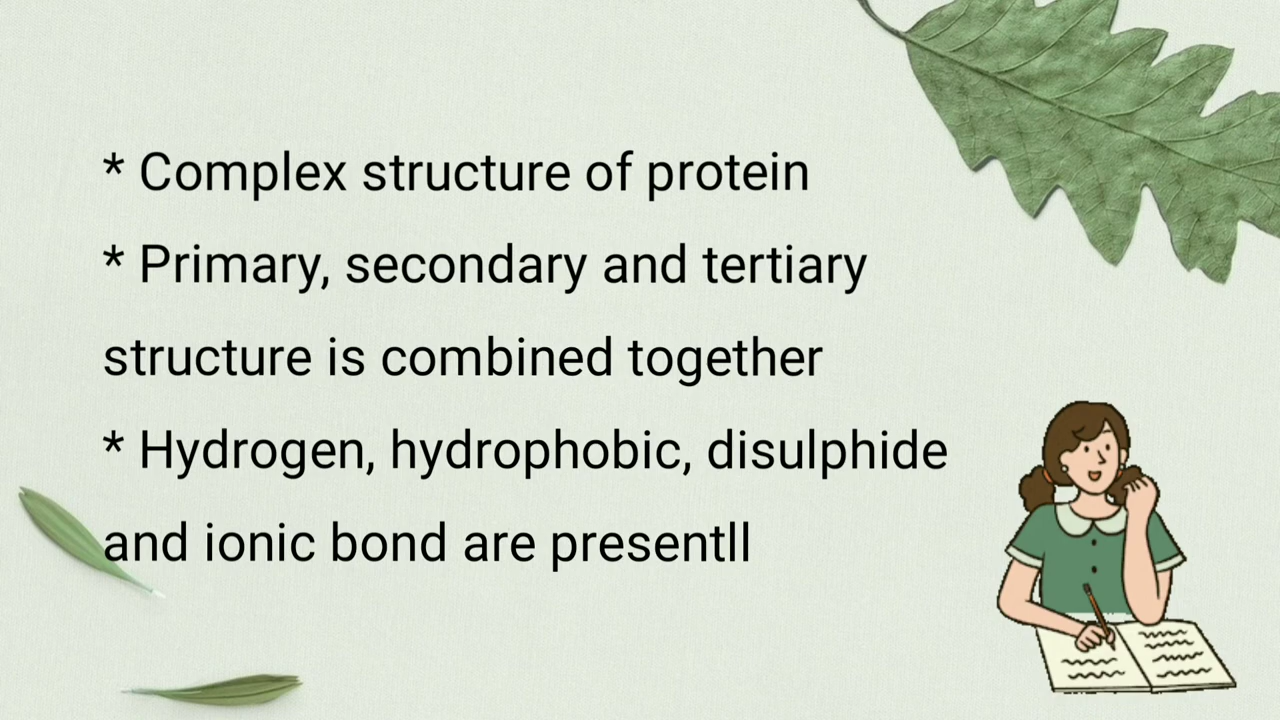 * Complex structure of protein
* Primary, secondary and tertiary
structure is combined together
* Hydrogen, hydrophobic, disulphide
and ionic bond are presentll